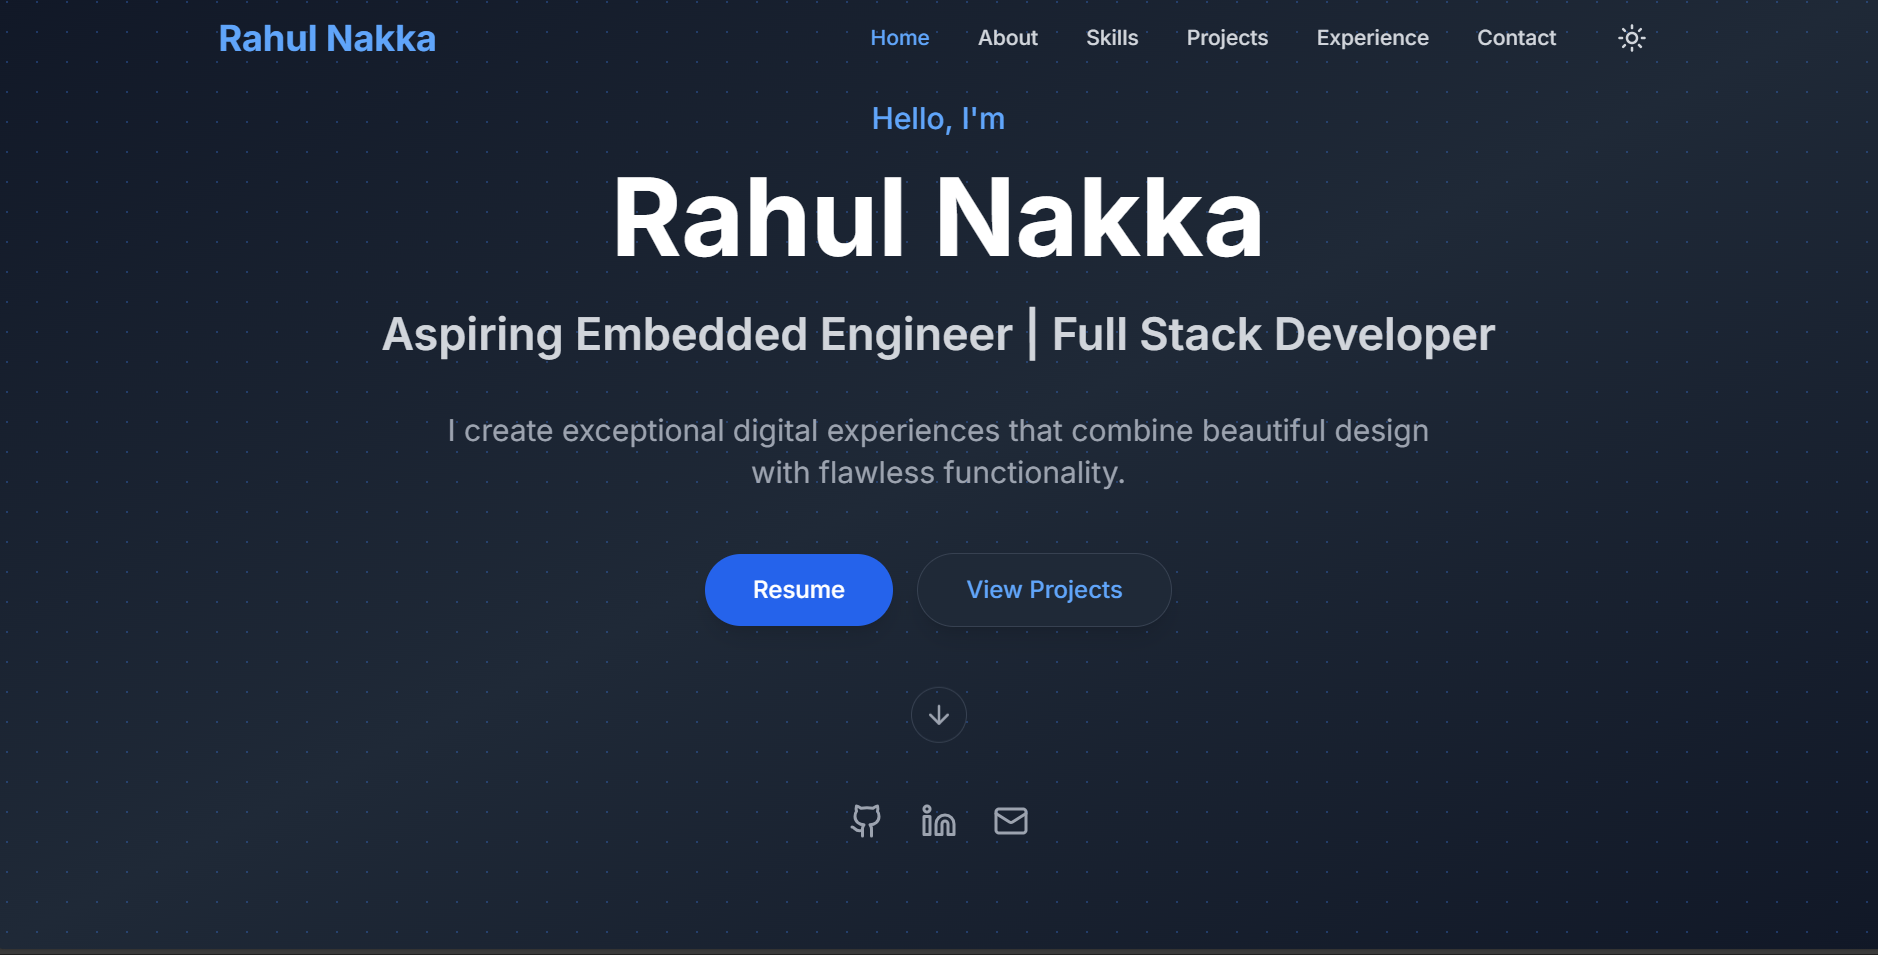 Rahul Nakka
Home About Skills Projects Experience Contact
Hello, I'm
Rahul Nakka
Aspiring Embedded Engineer | Full Stack Developer
I create exceptional digital experiences that combine beautiful design
with flawless functionality.
Resume
View Projects